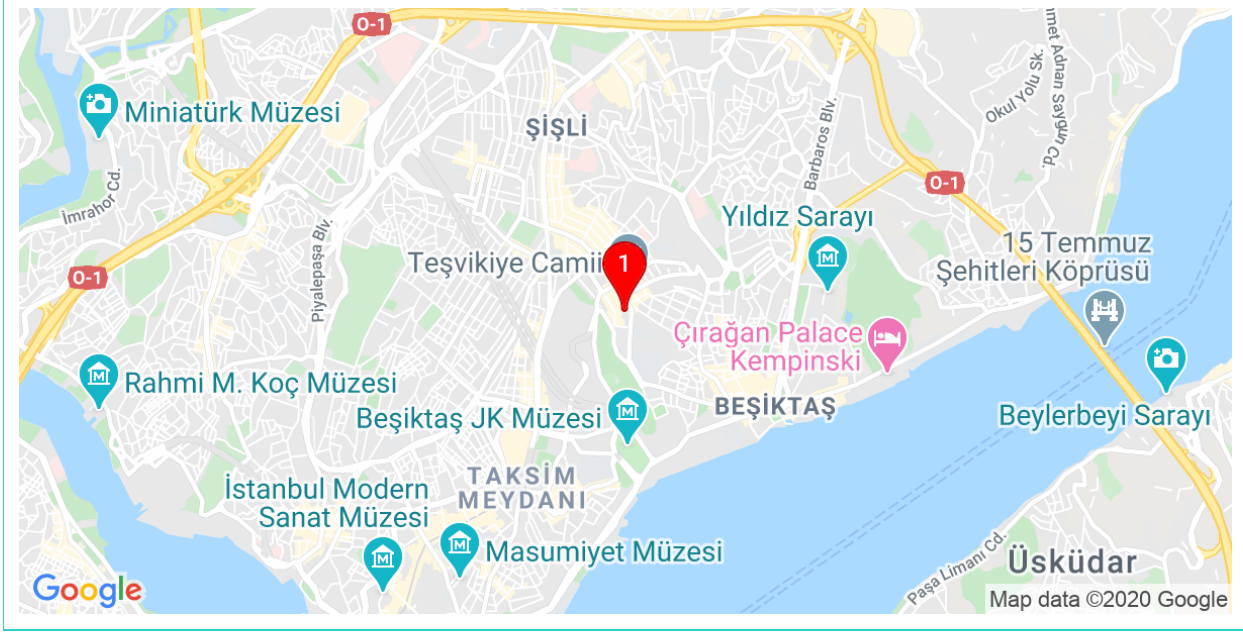 O-1
Miniatürk Müzesi
ŞİŞLİ
Okul Yolu Sk.
hmet Adnan Saygun Cd.
Barbaros Blv.
O-1
İmrahor Cd.
Yıldız Sarayı
Piyalepaşa Blv.
15 Temmuz
Şehitleri Köprüsü
Teşvikiye Camii
1
O-1
Çırağan Palace
Kempinski
Rahmi M. Koç Müzesi
Beşiktaş JK Müzesi
BEŞİKTAŞ
Beylerbeyi Sarayı
TAKSİM
MEYDANI
İstanbul Modern
Sanat Müzesi
Masumiyet Müzesi
Paşa Limanı Cd.
Üsküdar
Google
Map data ©2020 Google